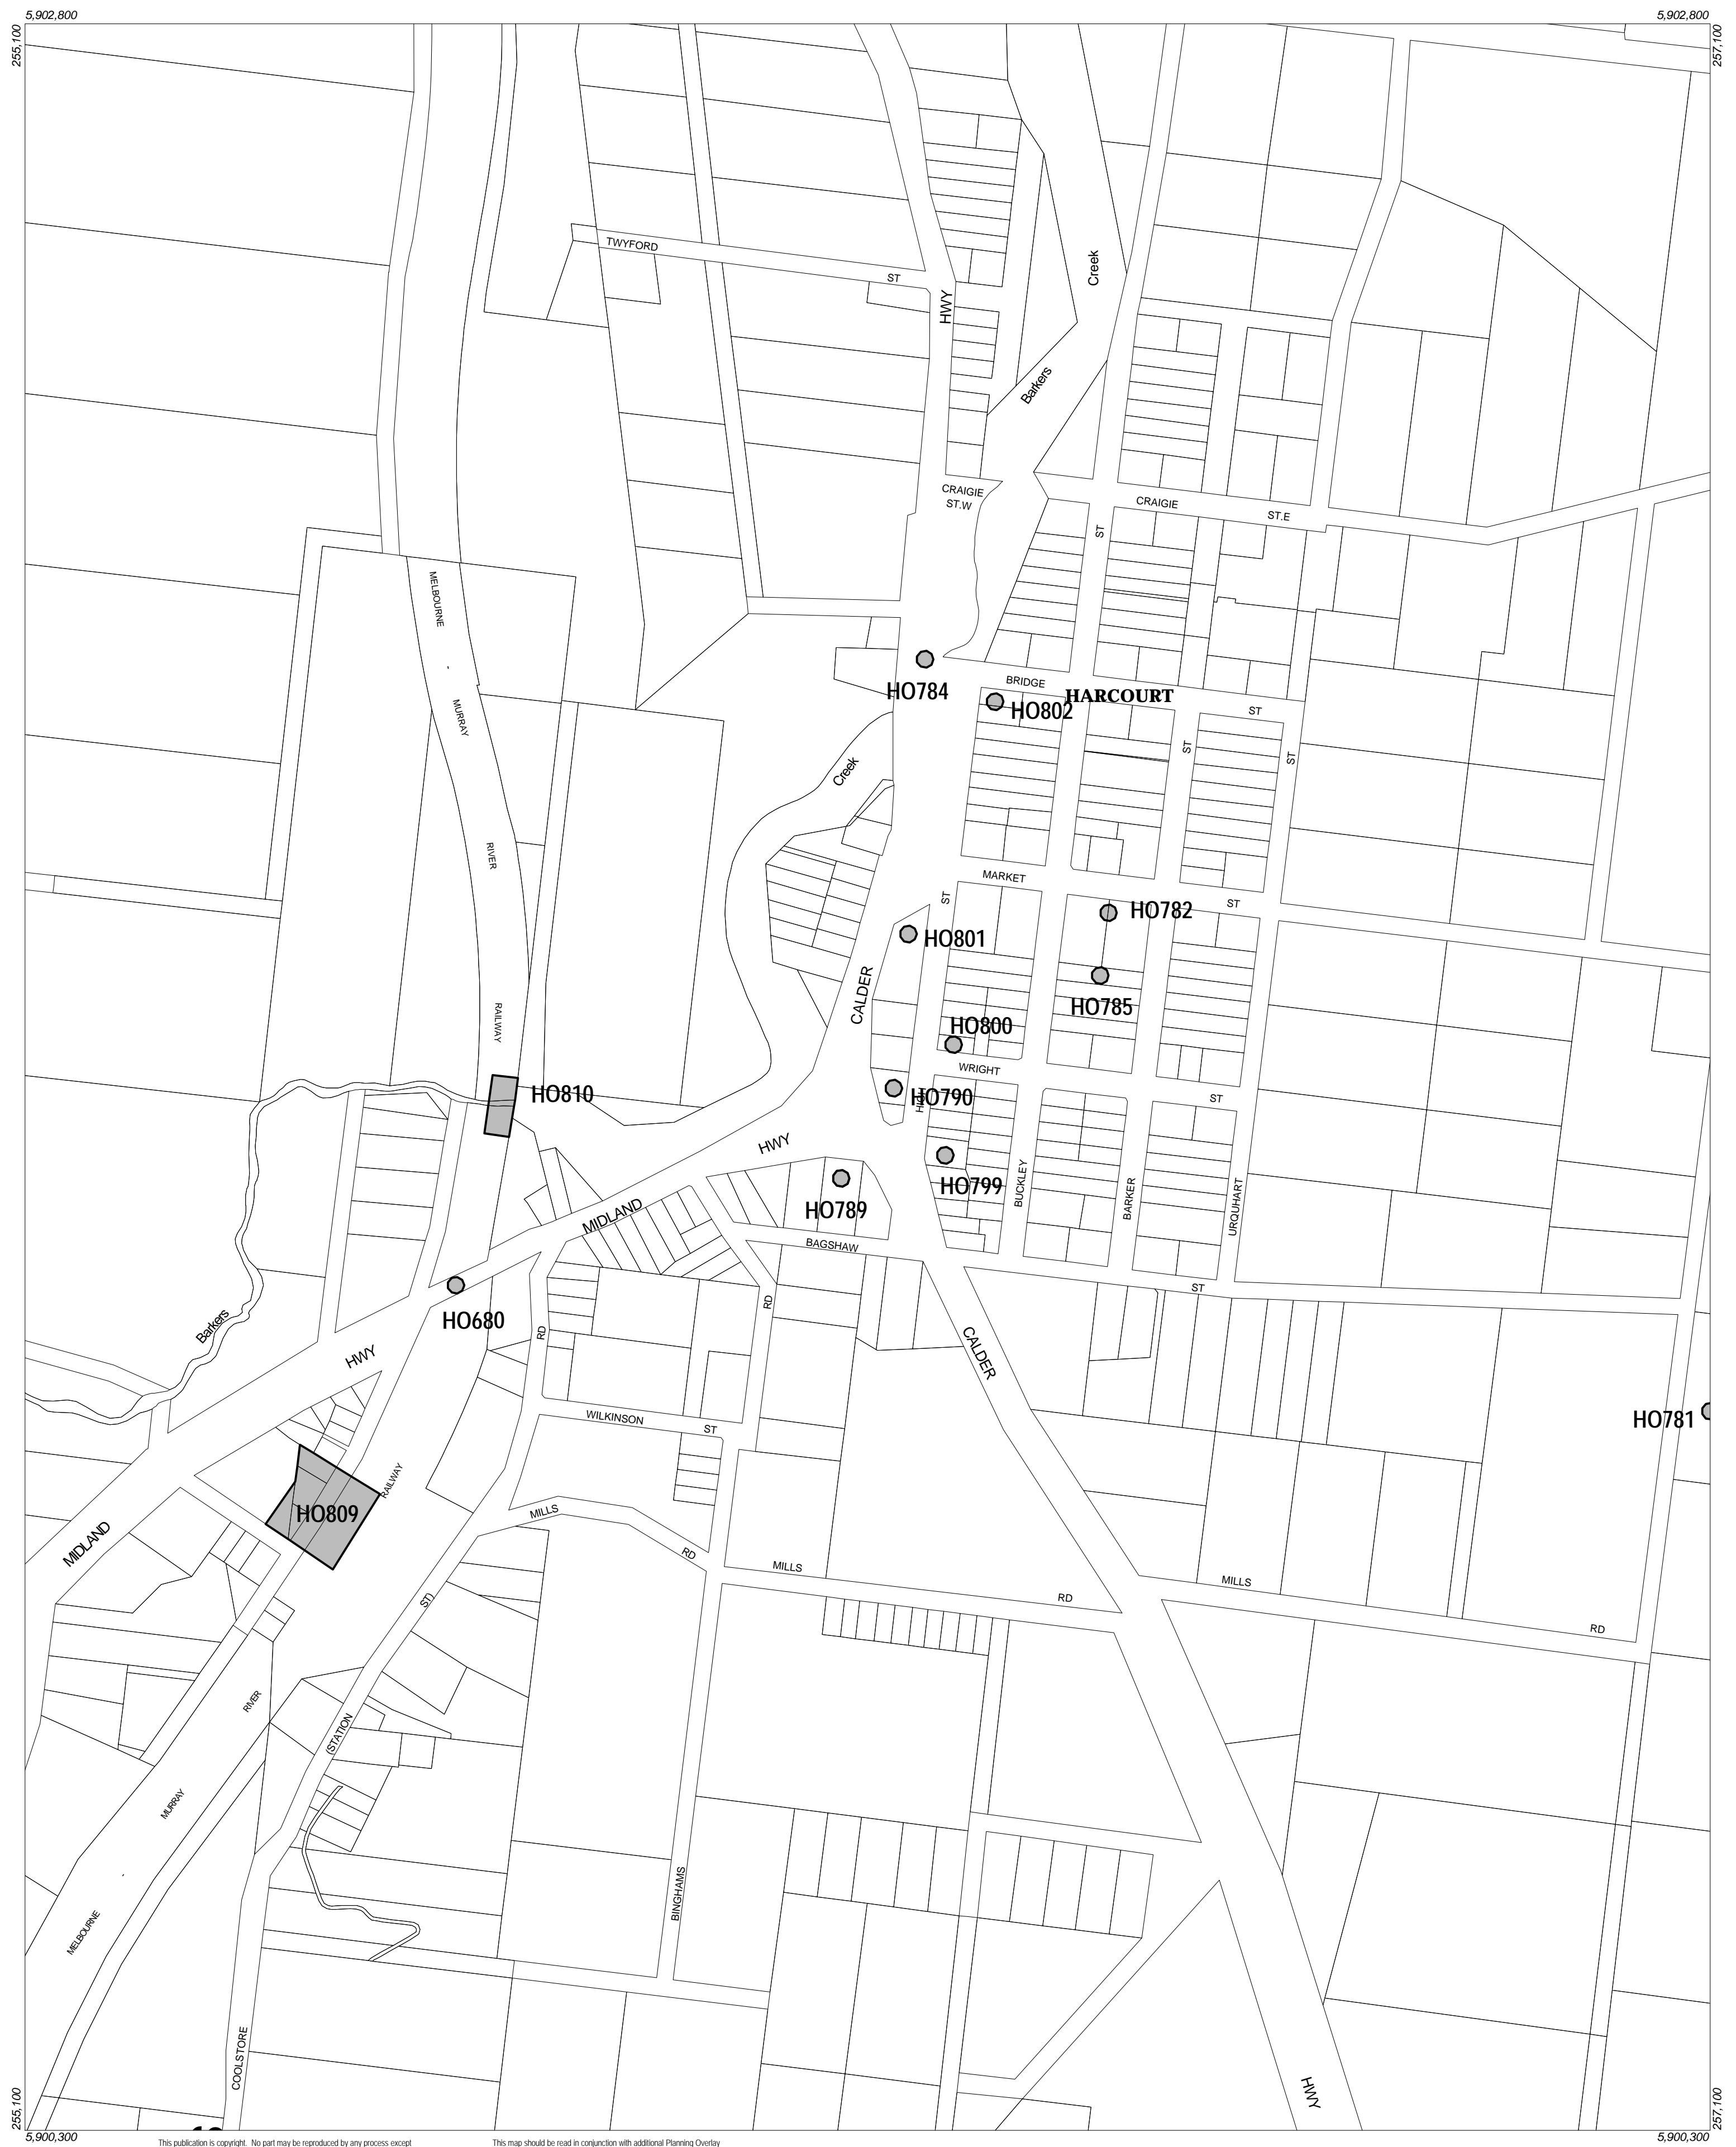 5,902,800
5,902,800
255,100
257,100
TWYFORD
ST
HWY
Creek
Barkers
CRAIGIE
ST.W
CRAIGIE
ST.E
ST
MELBOURNE
-
MURRAY
RIVER
RAILWAY
HO784
BRIDGE
HARCOURT
HO802
ST
ST
ST
Creek
MARKET
ST
ST
HO782
HO801
CALDER
HO785
HO800
WRIGHT
HO810
HO790
ST
HWY
HO799
HO789
BUCKLEY
BARKER
URQUHART
MIDLAND
BAGSHAW
ST
HO680
RD
RD
Barkers
HWY
CALDER
WILKINSON
ST
HO781
RAILWAY
HO809
MIDLAND
MILLS
RD
MILLS
RD
MILLS
RD
ST)
(STATION
RIVER
MURRAY
-
MELBOURNE
BINGHAMS
COOLSTORE
HWY
255,100
257,100
5,900,300
5,900,300
This publication is copyright. No part may be reproduced by any process except
This map should be read in conjunction with additional Planning Overlay